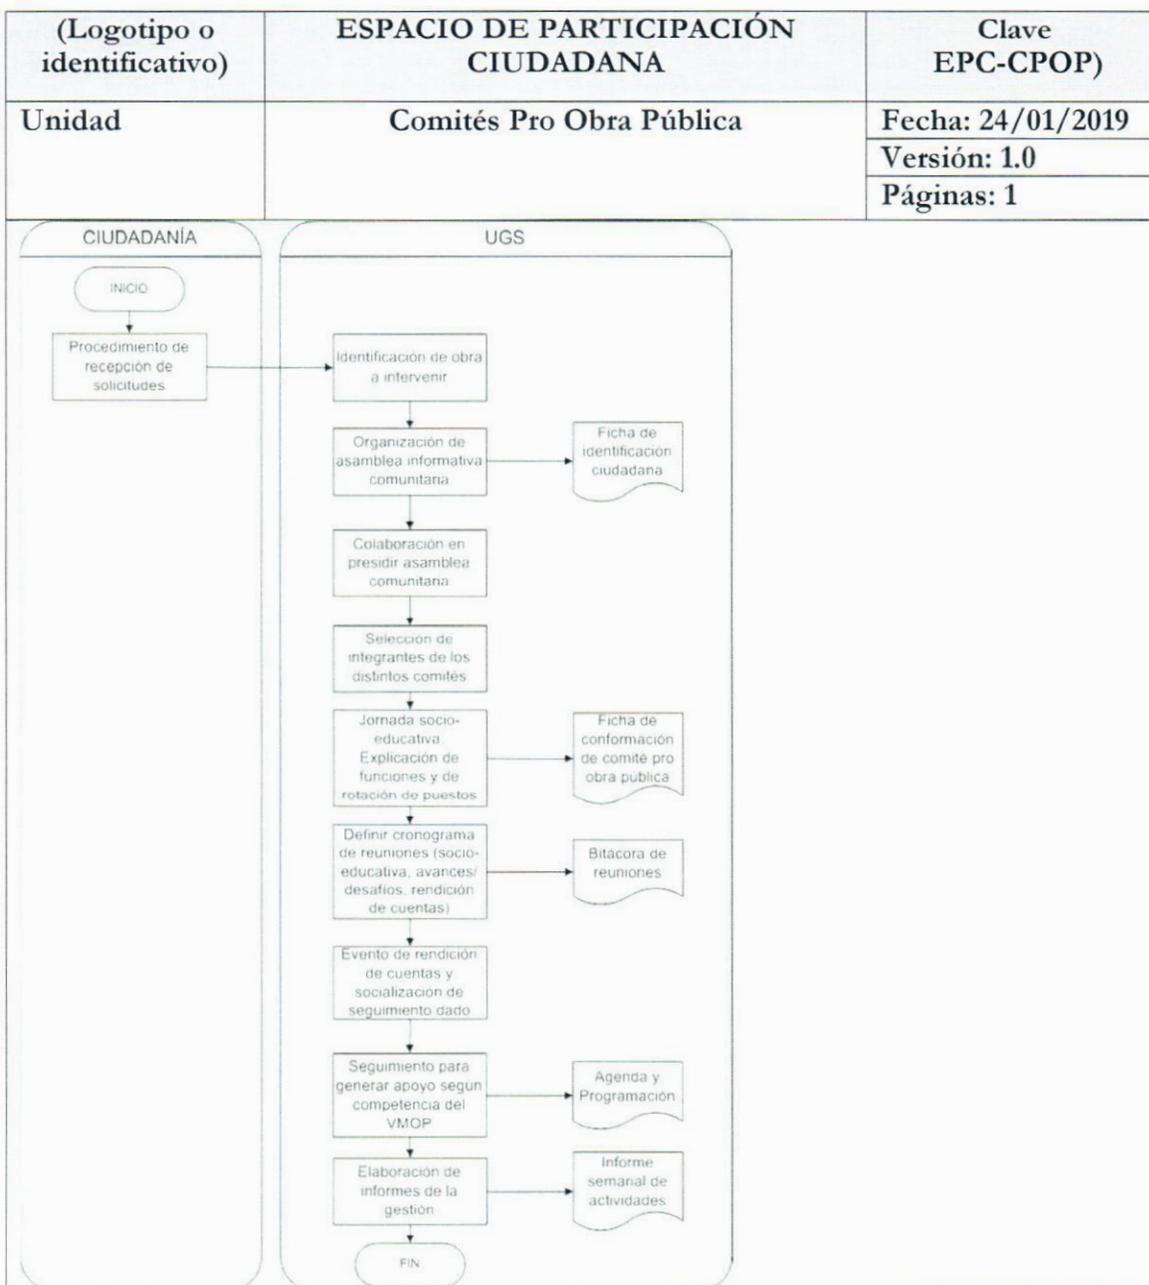 (Logotipo o
identificativo)
ESPACIO DE PARTICIPACIÓN
CIUDADANA
Clave
EPC-CPOP)
Unidad
Comités Pro Obra Pública
Fecha: 24/01/2019
Versión: 1.0
Páginas: 1
CIUDADANÍA
UGS
INICIO
Procedimiento de
recepción de
solicitudes
Identificación de obra
a intervenir
Organización de
asamblea informativa
comunitaria
Ficha de
identificación
ciudadana
Colaboración en
presidir asamblea
comunitaria
Selección de
integrantes de los
distintos comités
Jornada socio-
educativa
Explicación de
funciones y de
rotación de puestos
Ficha de
conformación
de comité pro
obra pública
Definir cronograma
de reuniones (socio-
educativa, avances/
desafíos, rendición
de cuentas)
Bitácora de
reuniones
Evento de rendición
de cuentas y
socialización de
seguimiento dado
Seguimiento para
generar apoyo según
competencia del
VMOP
Agenda y
Programación
Elaboración de
informes de la
gestión
Informe
semanal de
actividades
FIN